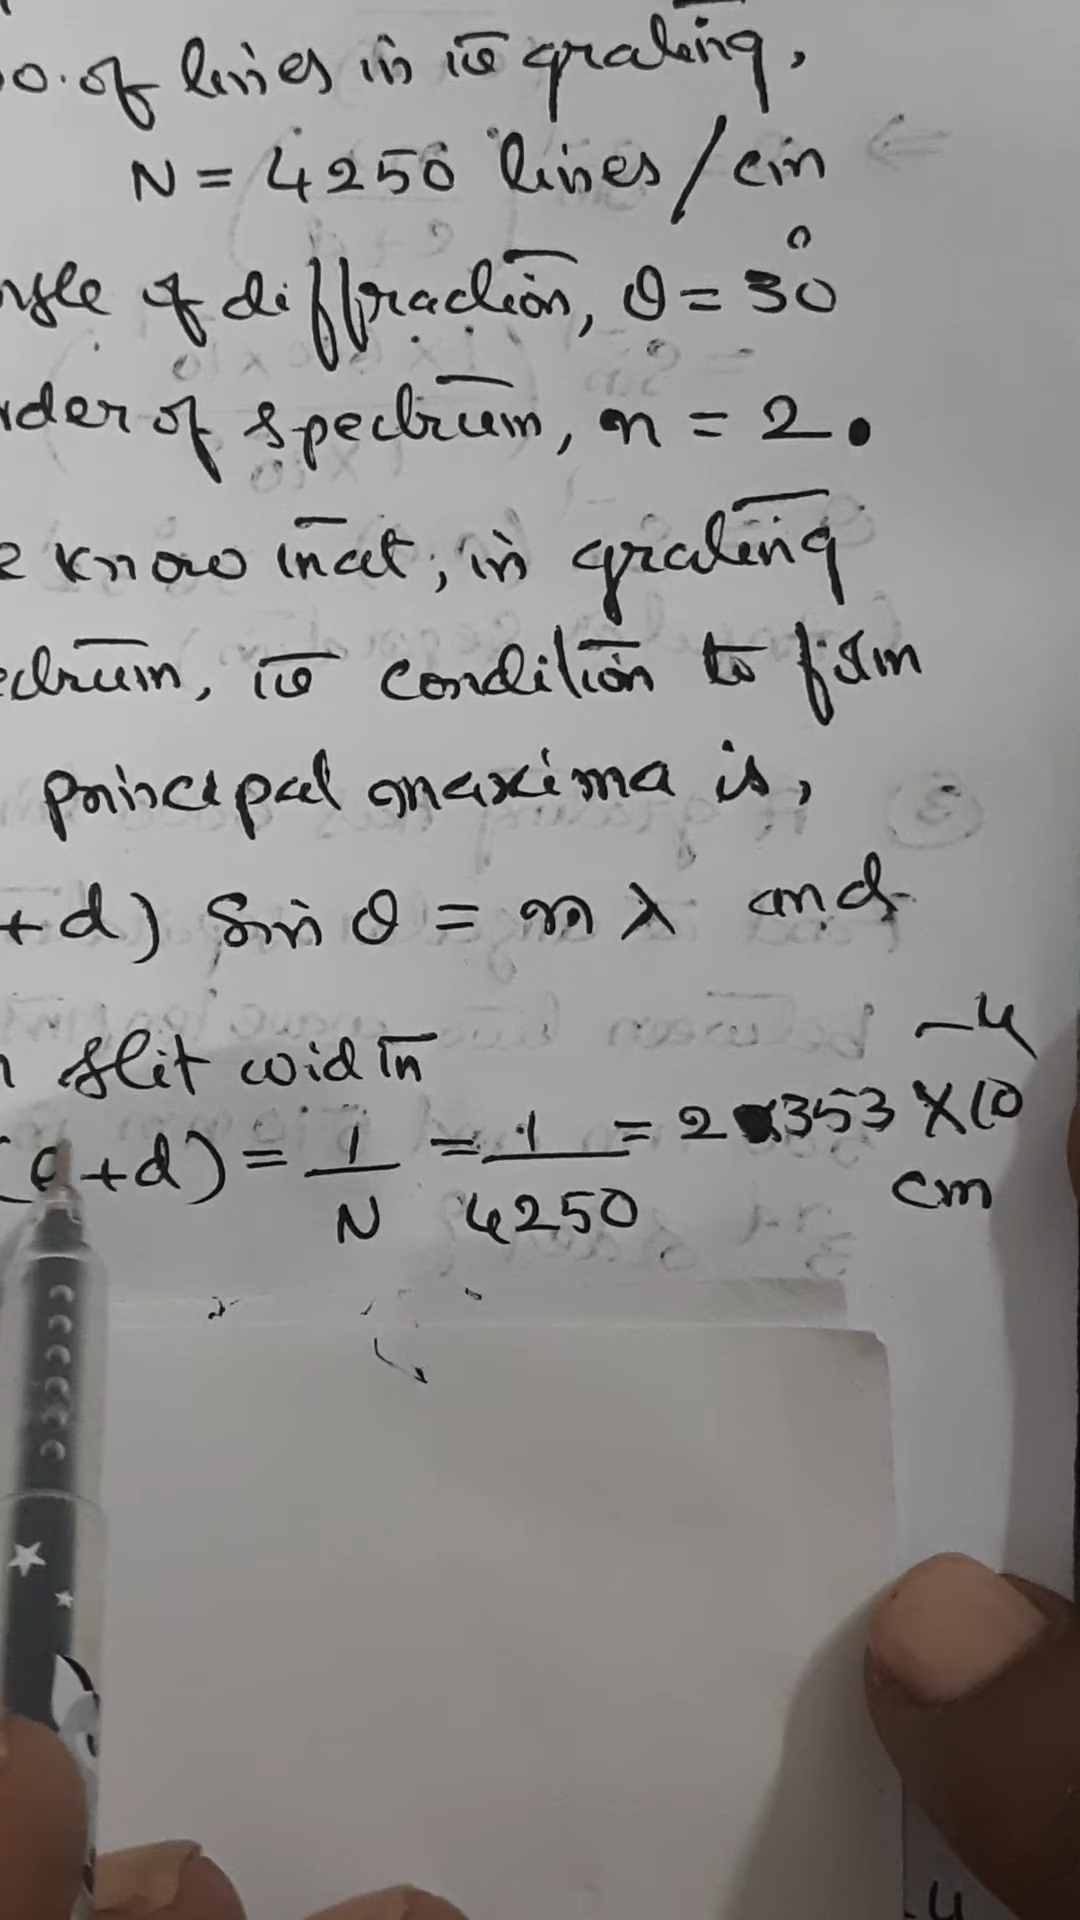 o. of lines in the grating,
N = 4250 lines / cm
ngle of diffraction, θ = 30°
rder of spectrum, n = 2.
e know that, in grating
ectrum, the condition to form
principal maxima is,
+ d) Sin θ = n λ and
n slit width
(e + d) = 1/N = 1/4250 = 2.353 × 10⁻⁴
cm